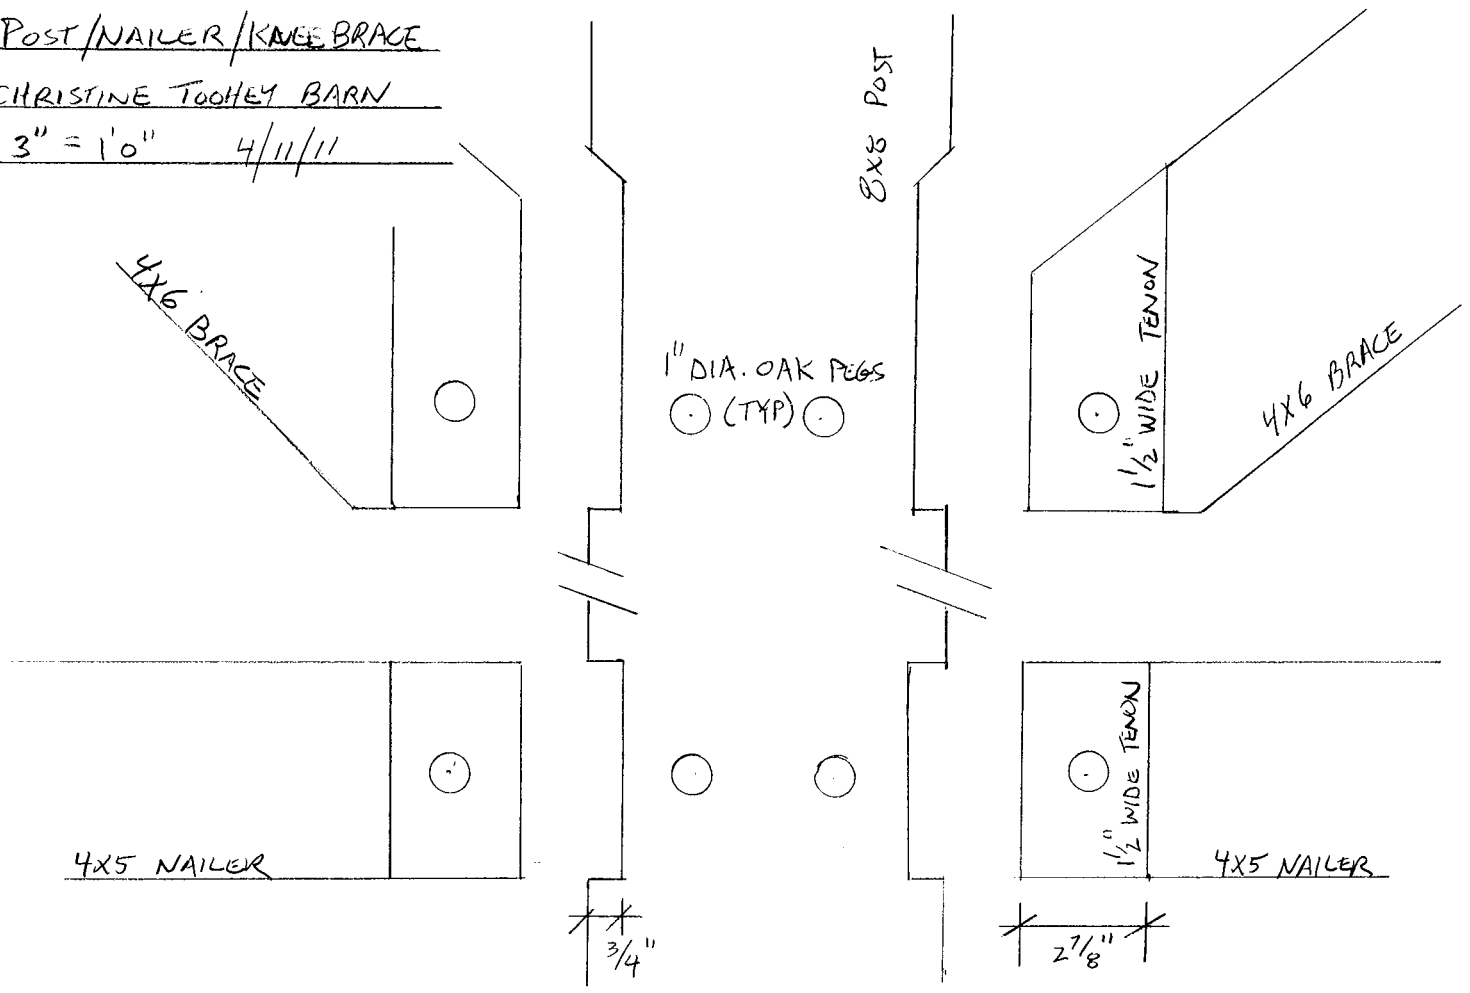 POST/NAILER/KNEE BRACE
CHRISTINE TOOHEY BARN
3" = 1'0" 4/11/11
8X8 POST
4X6 BRACE
1" DIA. OAK PEGS
(TYP)
1 1/2" WIDE TENON
4X6 BRACE
4X5 NAILER
1 1/2" WIDE TENON
4X5 NAILER
3/4"
2 7/8"